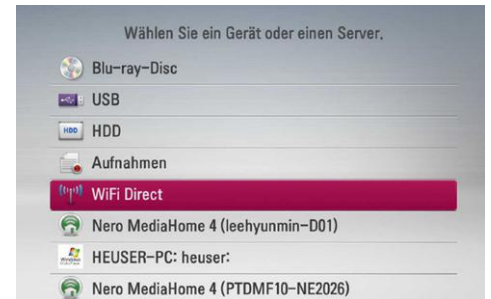 Wählen Sie ein Gerät oder einen Server.
Blu-ray-Disc
USB
HDD HDD
Aufnahmen
WiFi Direct
Nero MediaHome 4 (leehyunmin-D01)
HEUSER-PC: heuser:
Nero MediaHome 4 (PTDMF10-NE2026)